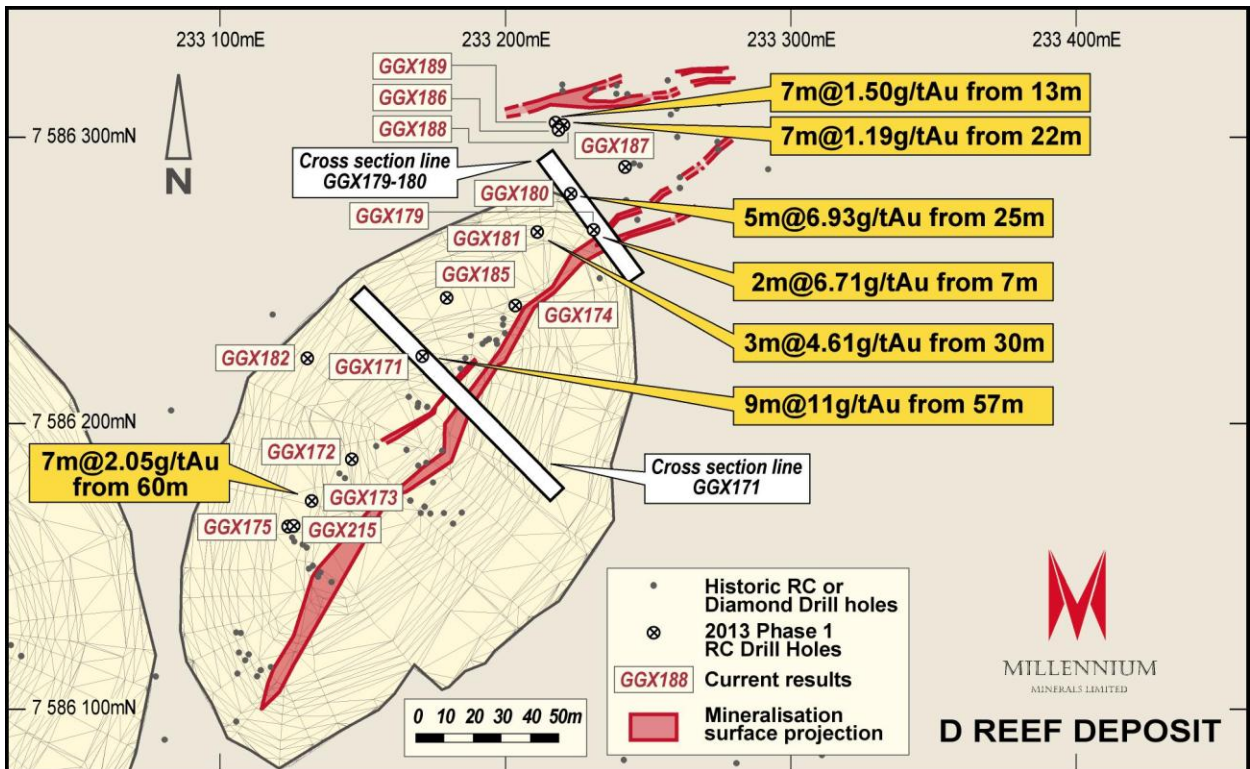 233 100mE
233 200mE
233 300mE
233 400mE
GGX189
GGX186
GGX188
7m@1.50g/tAu from 13m
7m@1.19g/tAu from 22m
7 586 300mN
GGX187
Cross section line
GGX179-180
N
GGX180
GGX179
5m@6.93g/tAu from 25m
GGX181
2m@6.71g/tAu from 7m
GGX185
GGX174
3m@4.61g/tAu from 30m
GGX182
GGX171
9m@11g/tAu from 57m
7 586 200mN
7m@2.05g/tAu
from 60m
GGX172
Cross section line
GGX171
GGX173
GGX175
GGX215
Historic RC or
Diamond Drill holes
2013 Phase 1
RC Drill Holes
GGX188
Current results
Mineralisation
surface projection
MILLENNIUM
MINERALS LIMITED
7 586 100mN
0 10 20 30 40 50m
D REEF DEPOSIT